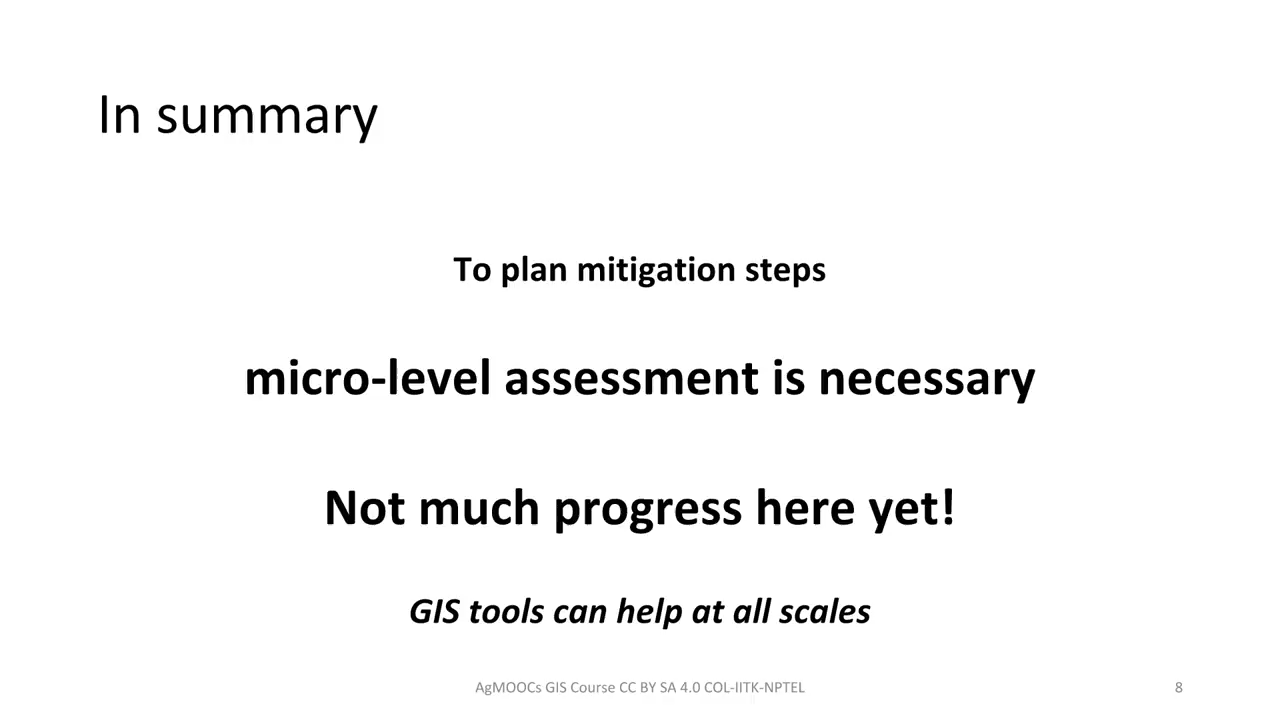 In summary
To plan mitigation steps
micro-level assessment is necessary
Not much progress here yet!
GIS tools can help at all scales
AgMOOCs GIS Course CC BY SA 4.0 COL-IITK-NPTEL
8